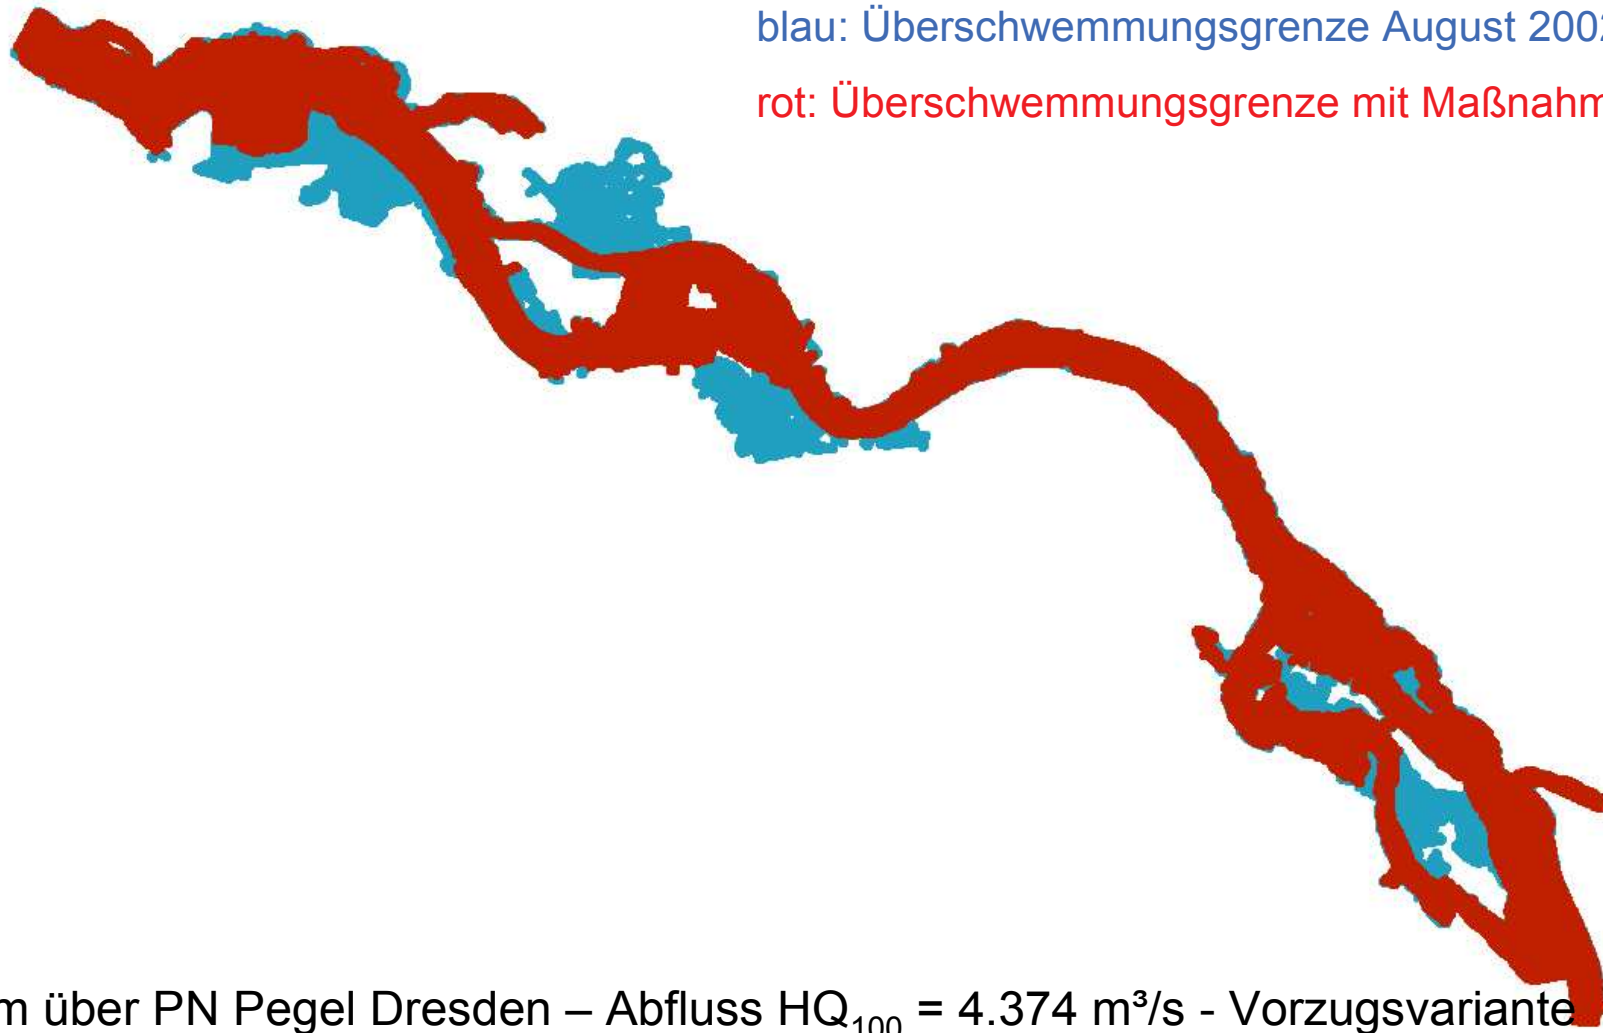 blau: Überschwemmungsgrenze August 200
rot: Überschwemmungsgrenze mit Maßnahm
m über PN Pegel Dresden – Abfluss HQ₁₀₀ = 4.374 m³/s - Vorzugsvariante